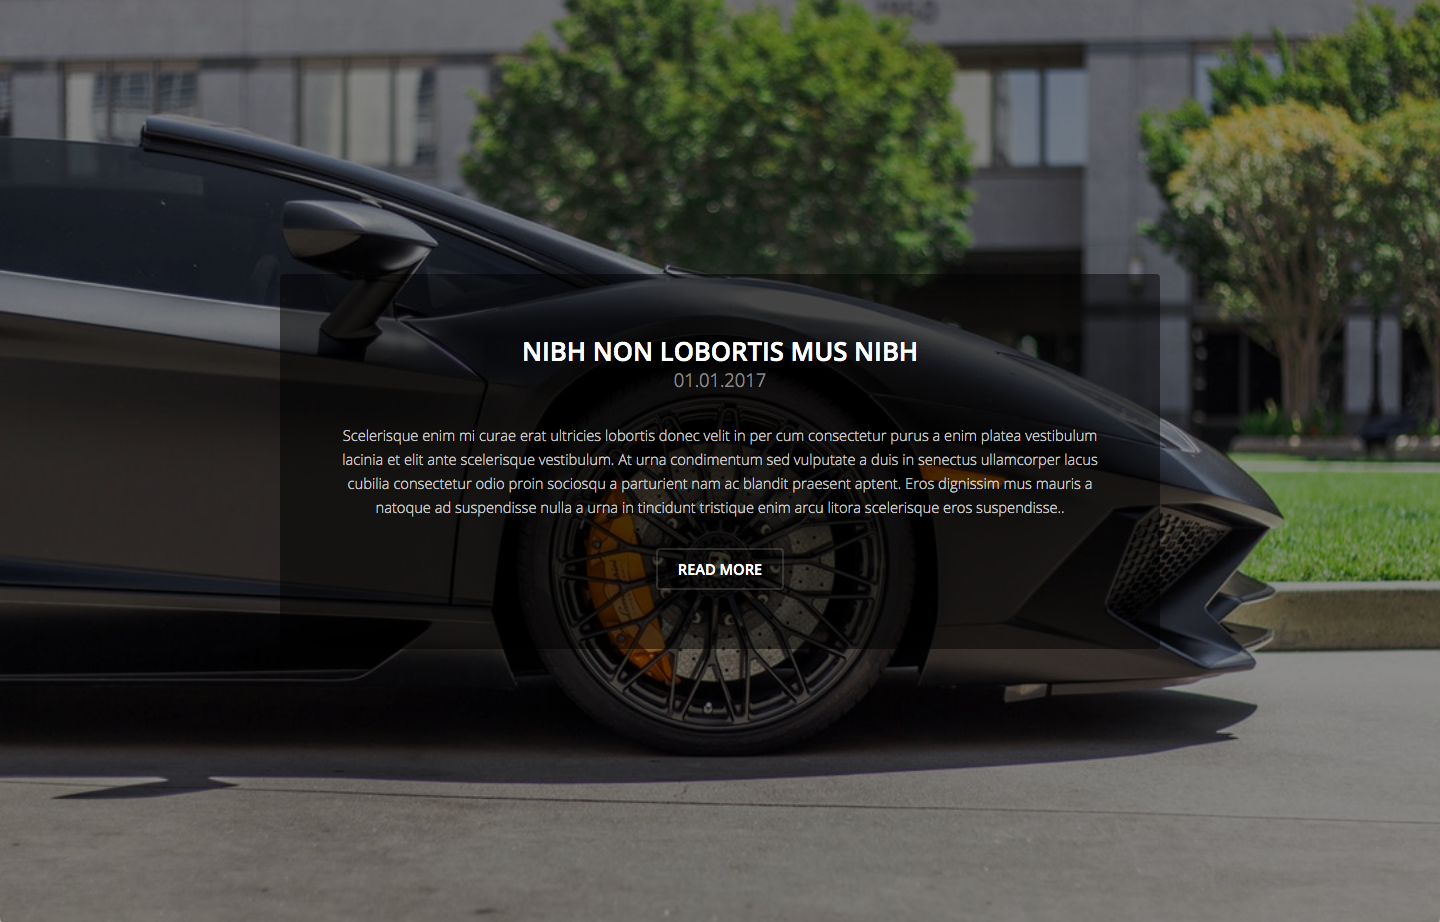 NIBH NON LOBORTIS MUS NIBH
01.01.2017
Scelerisque enim mi curae erat ultricies lobortis donec velit in per cum consectetur purus a enim platea vestibulum
lacinia et elit ante scelerisque vestibulum. At urna condimentum sed vulputate a duis in senectus ullamcorper lacus
cubilia consectetur odio proin sociosqu a parturient nam ac blandit praesent aptent. Eros dignissim mus mauris a
natoque ad suspendisse nulla a urna in tincidunt tristique enim arcu litora scelerisque eros suspendisse..
READ MORE